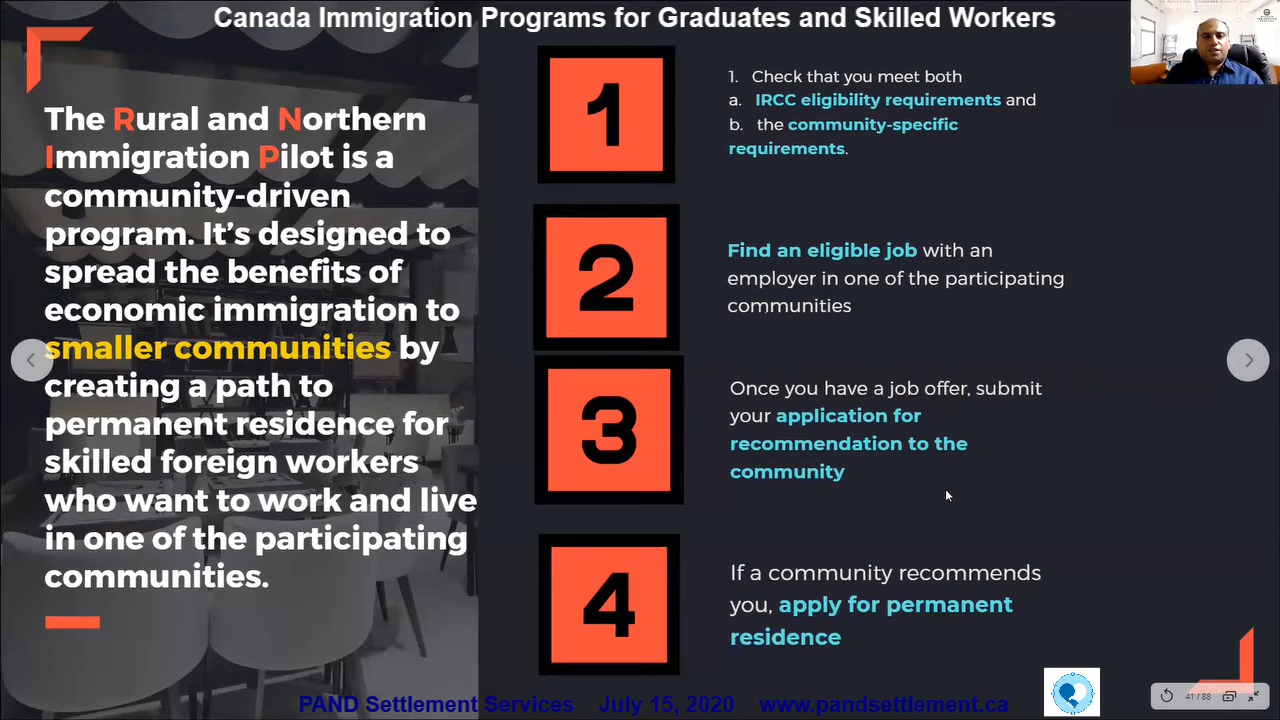 Canada Immigration Programs for Graduates and Skilled Workers
The Rural and Northern
Immigration Pilot is a
community-driven
program. It's designed to
spread the benefits of
economic immigration to
smaller communities by
creating a path to
permanent residence for
skilled foreign workers
who want to work and live
in one of the participating
communities.
1
1. Check that you meet both
a. IRCC eligibility requirements and
b. the community-specific
requirements.
2
Find an eligible job with an
employer in one of the participating
communities
3
Once you have a job offer, submit
your application for
recommendation to the
community
4
If a community recommends
you, apply for permanent
residence
PAND Settlement Services July 15, 2020 www.pandsettlement.ca
41 / 88